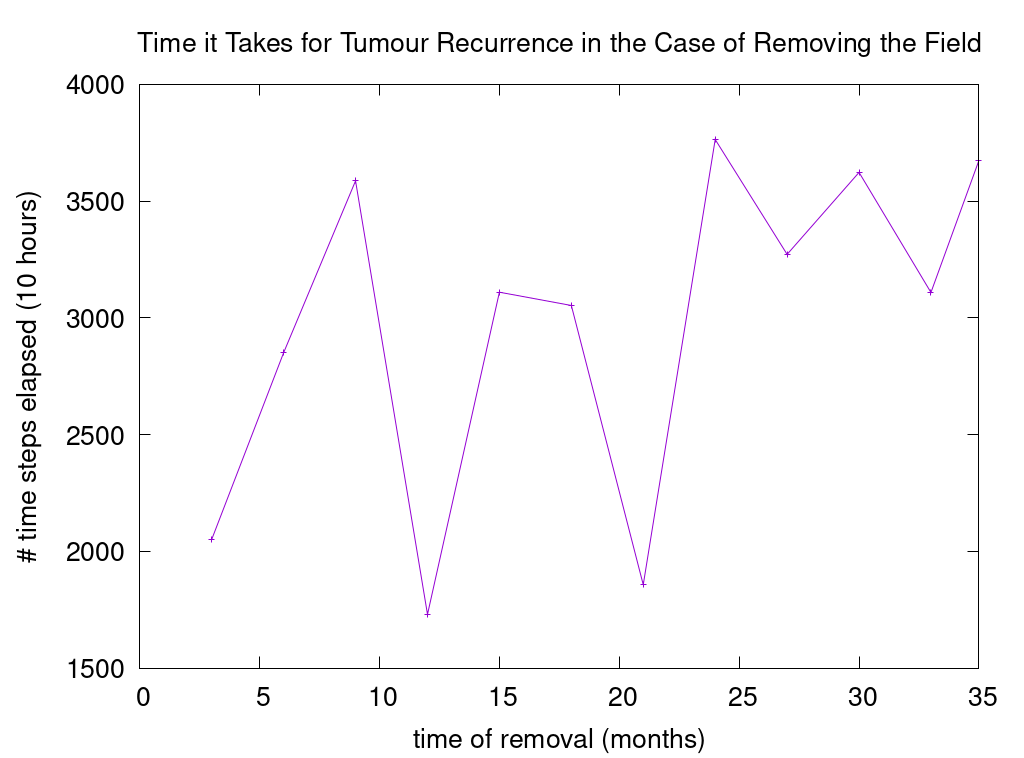 Time it Takes for Tumour Recurrence in the Case of Removing the Field
4000
3500
3000
2500
2000
1500
# time steps elapsed (10 hours)
0 5 10 15 20 25 30 35
time of removal (months)